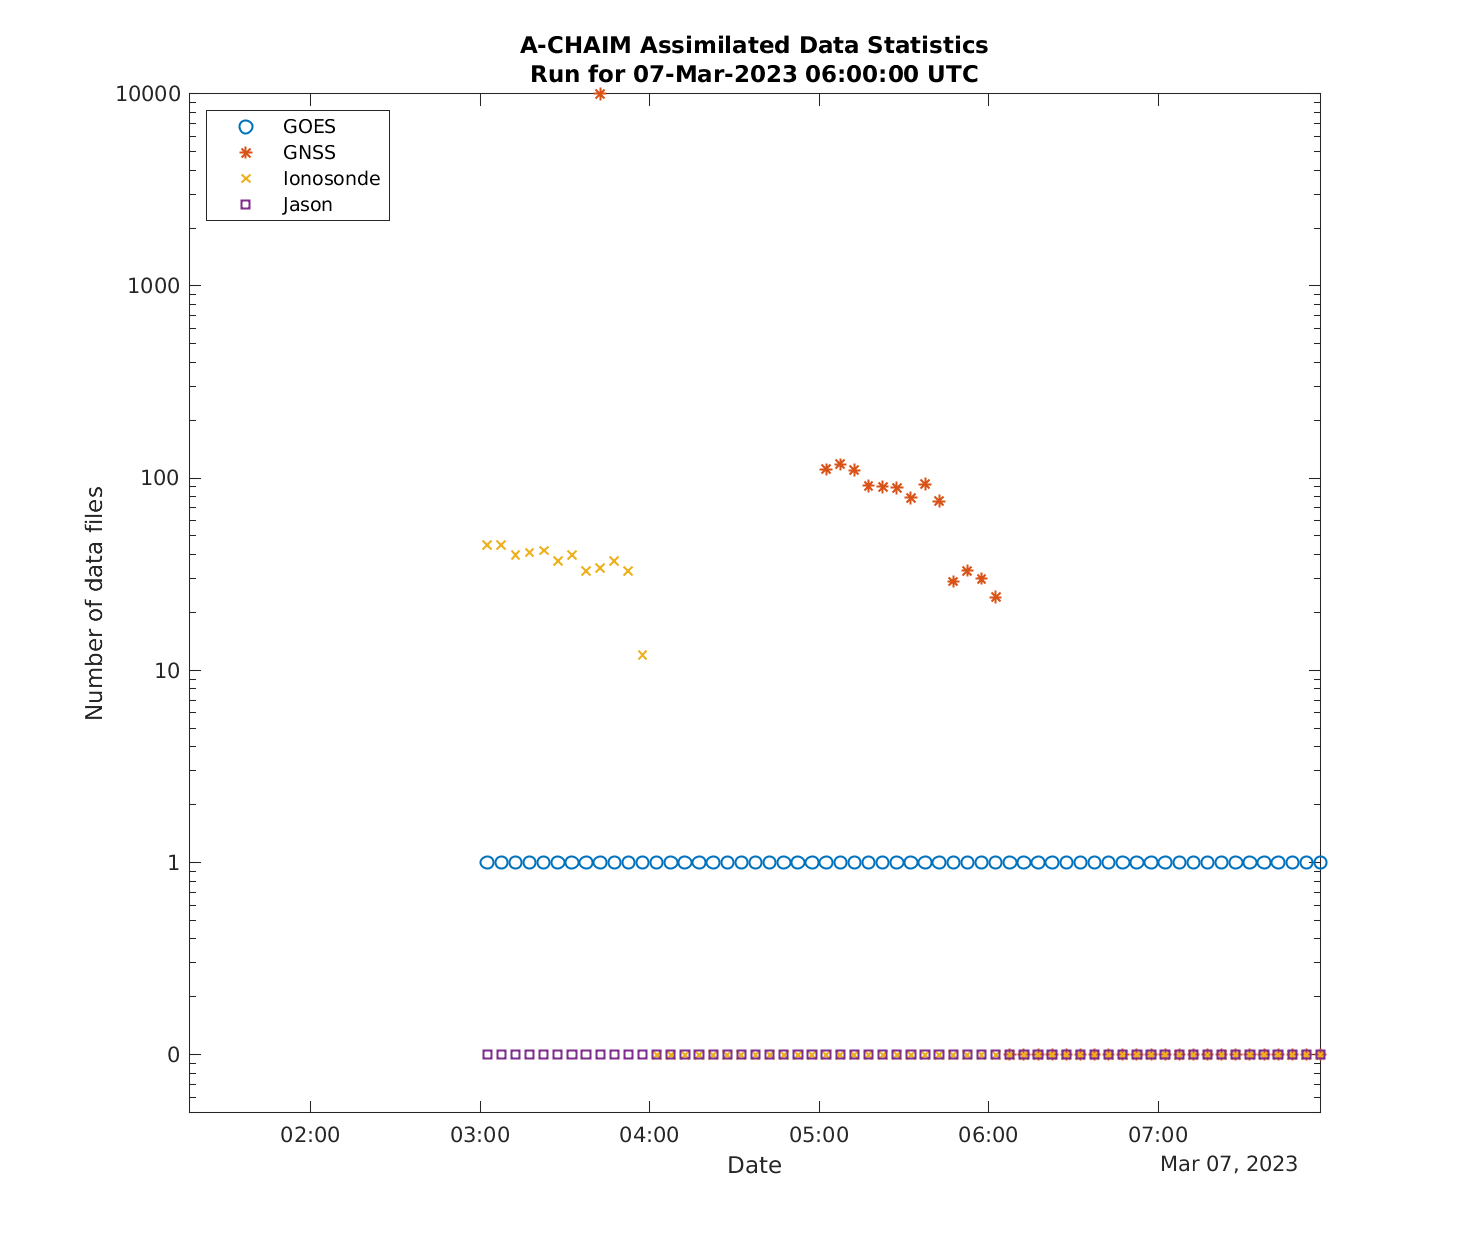 A-CHAIM Assimilated Data Statistics
Run for 07-Mar-2023 06:00:00 UTC
10000
1000
100
10
1
0
Number of data files
GOES
GNSS
Ionosonde
Jason
02:00 03:00 04:00 05:00 06:00 07:00
Date
Mar 07, 2023